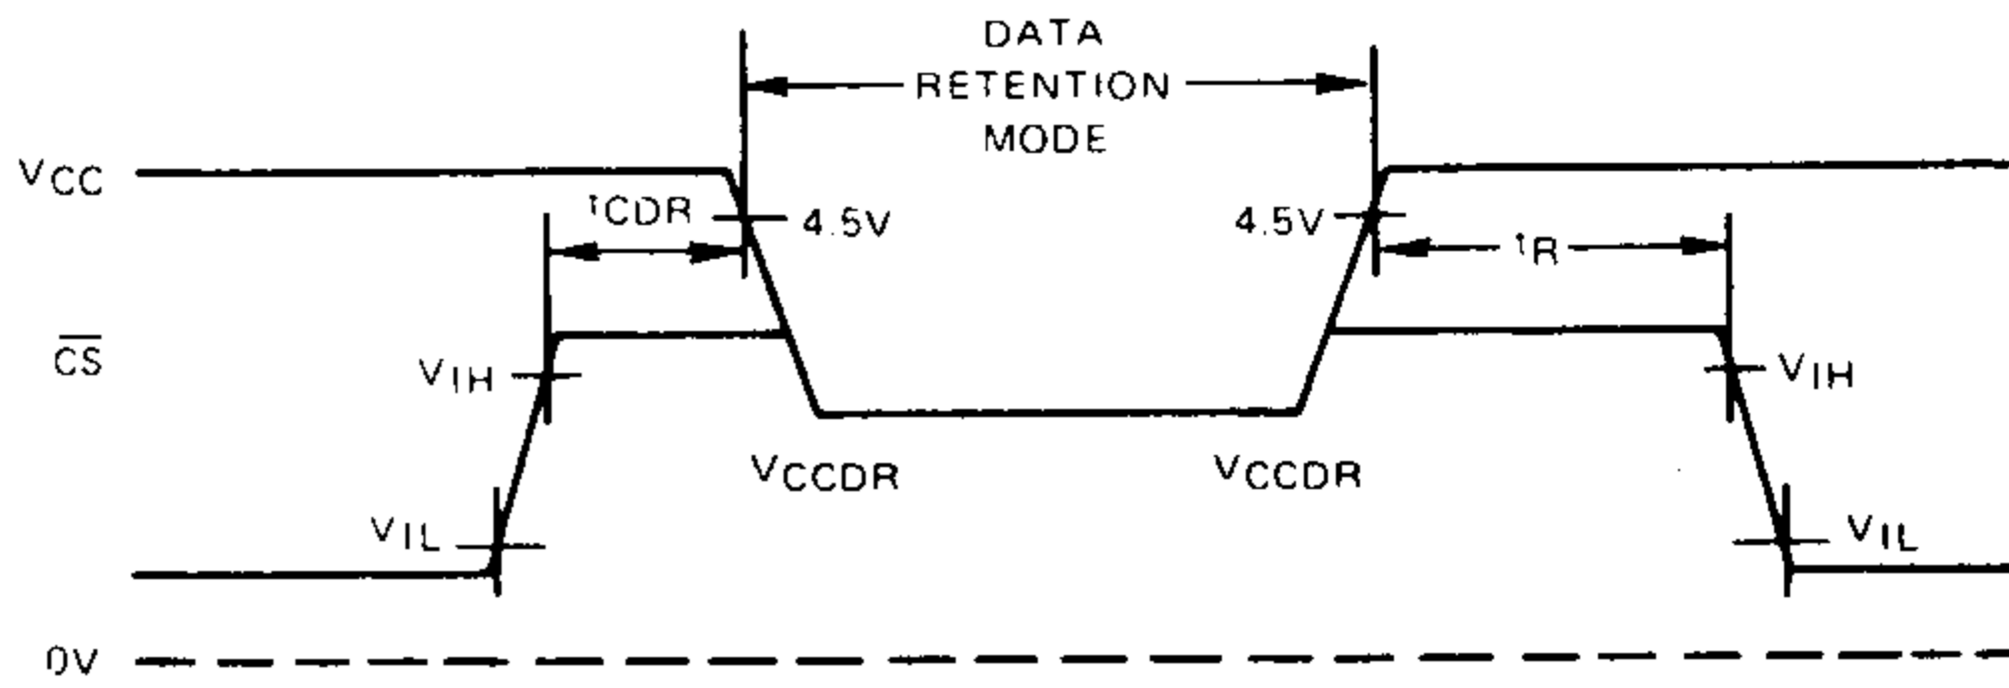 DATA
RETENTION
MODE
VCC
tCDR
4.5V
4.5V
tR
CS
VIH
VIH
VCCDR
VCCDR
VIL
VIL
0V